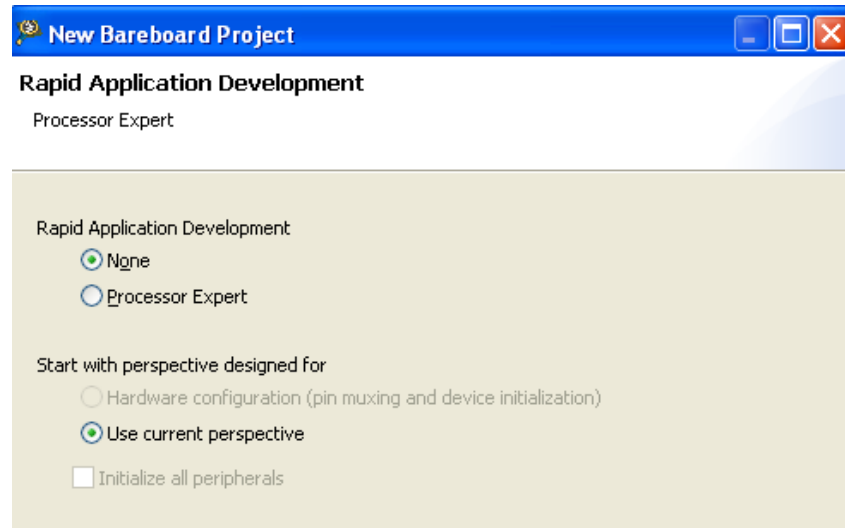 New Bareboard Project
Rapid Application Development
Processor Expert
Rapid Application Development
None
Processor Expert
Start with perspective designed for
Hardware configuration (pin muxing and device initialization)
Use current perspective
Initialize all peripherals